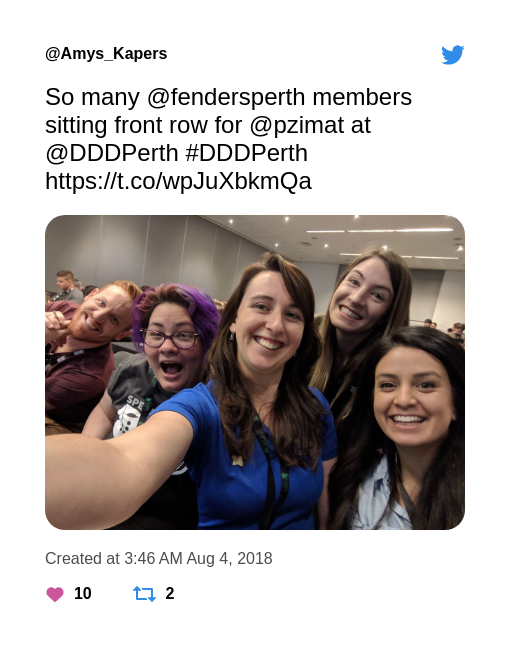 @Amys_Kapers
So many @fendersperth members
sitting front row for @pzimat at
@DDDPerth #DDDPerth
https://t.co/wpJuXbkmQa
SPE
Created at 3:46 AM Aug 4, 2018
10 2